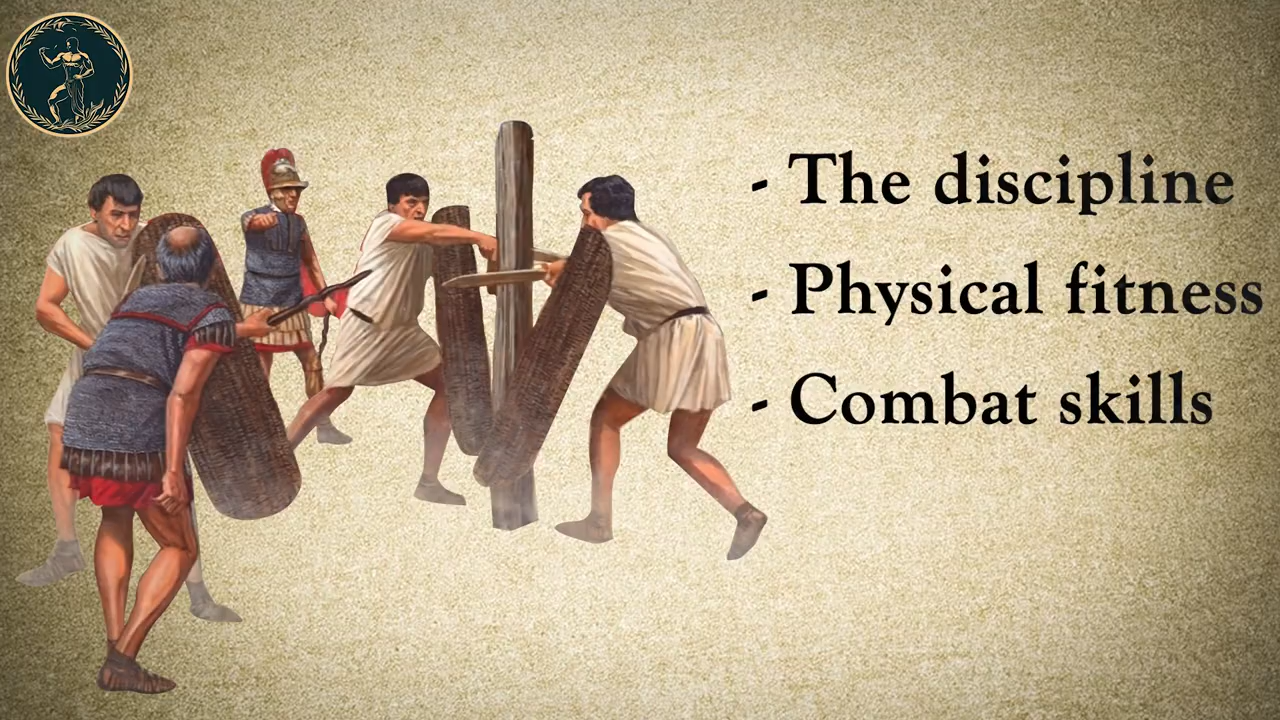 - The discipline
- Physical fitness
- Combat skills